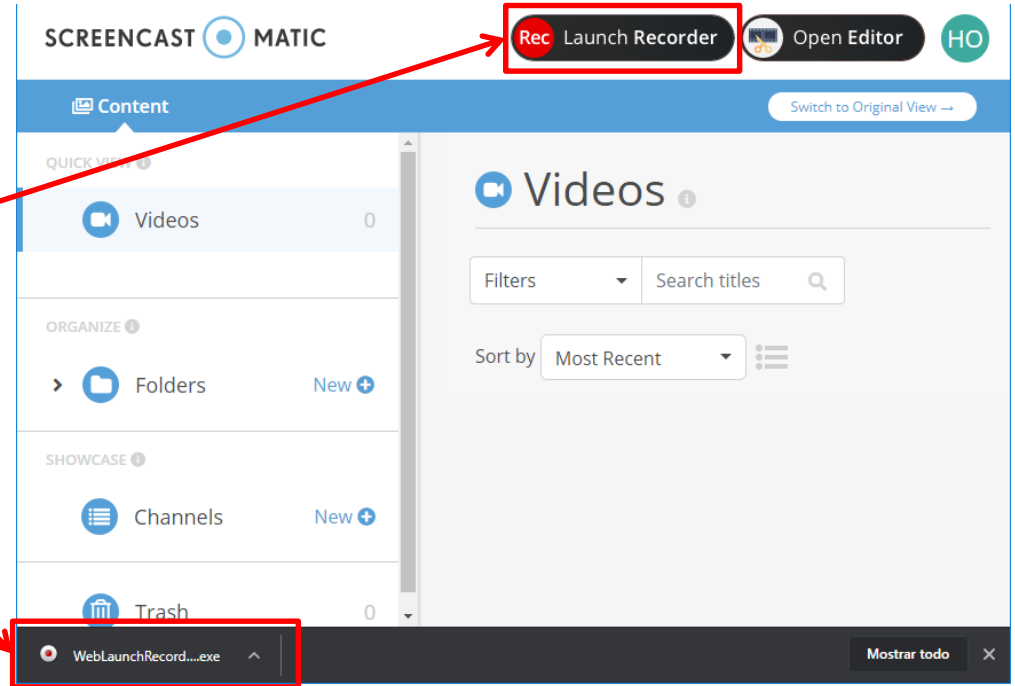 SCREENCAST MATIC
Rec Launch Recorder
Open Editor
HO
Content
Switch to Original View →
QUICK VIEW
Videos 0
ORGANIZE
Folders New
SHOWCASE
Channels New
Trash 0
Videos
Filters Search titles
Sort by Most Recent
WebLaunchRecord....exe
Mostrar todo